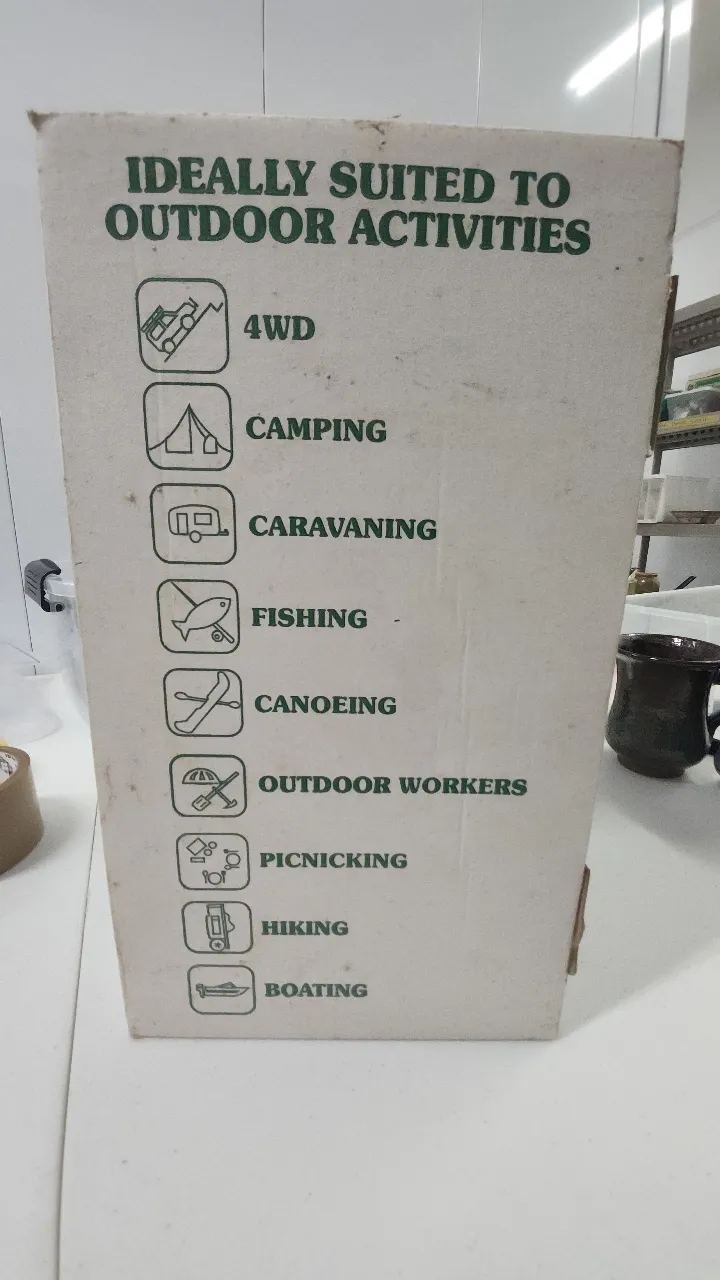 IDEALLY SUITED TO
OUTDOOR ACTIVITIES
4WD
CAMPING
CARAVANING
FISHING
CANOEING
OUTDOOR WORKERS
PICNICKING
HIKING
BOATING